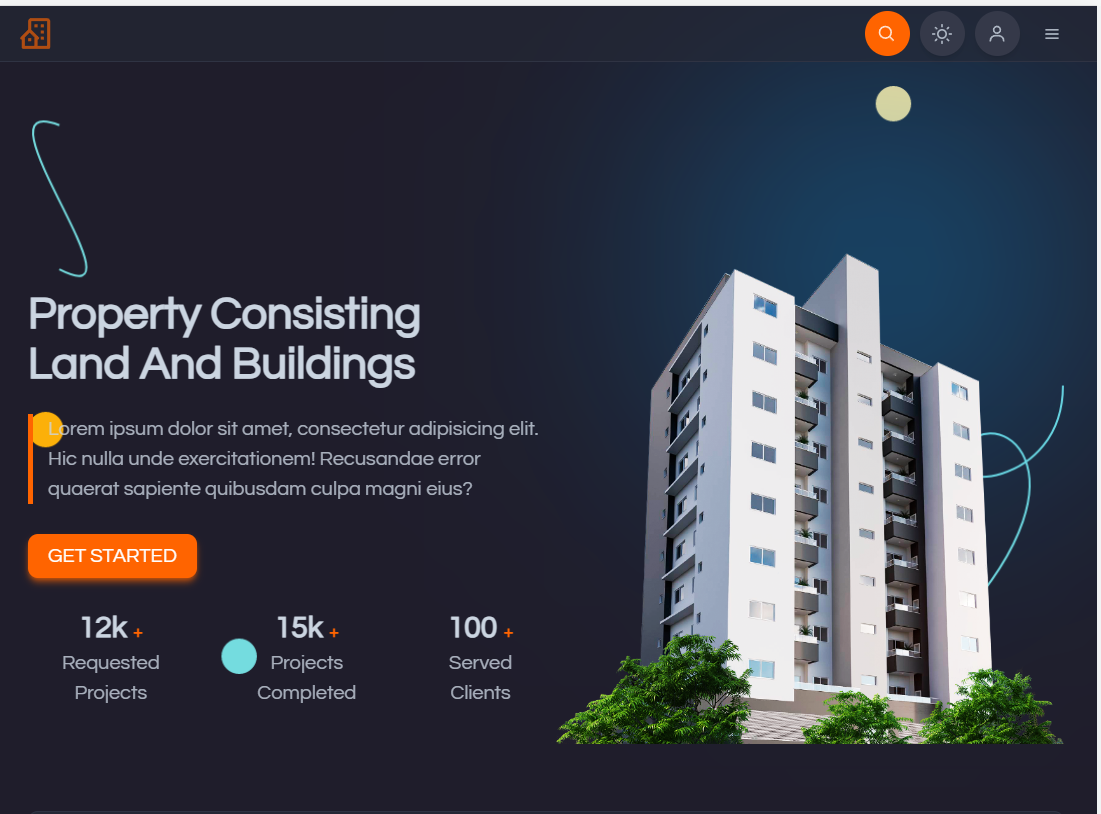 Property Consisting
Land And Buildings
Lorem ipsum dolor sit amet, consectetur adipisicing elit.
Hic nulla unde exercitationem! Recusandae error
quaerat sapiente quibusdam culpa magni eius?
GET STARTED
12k +
Requested
Projects
15k +
Projects
Completed
100 +
Served
Clients